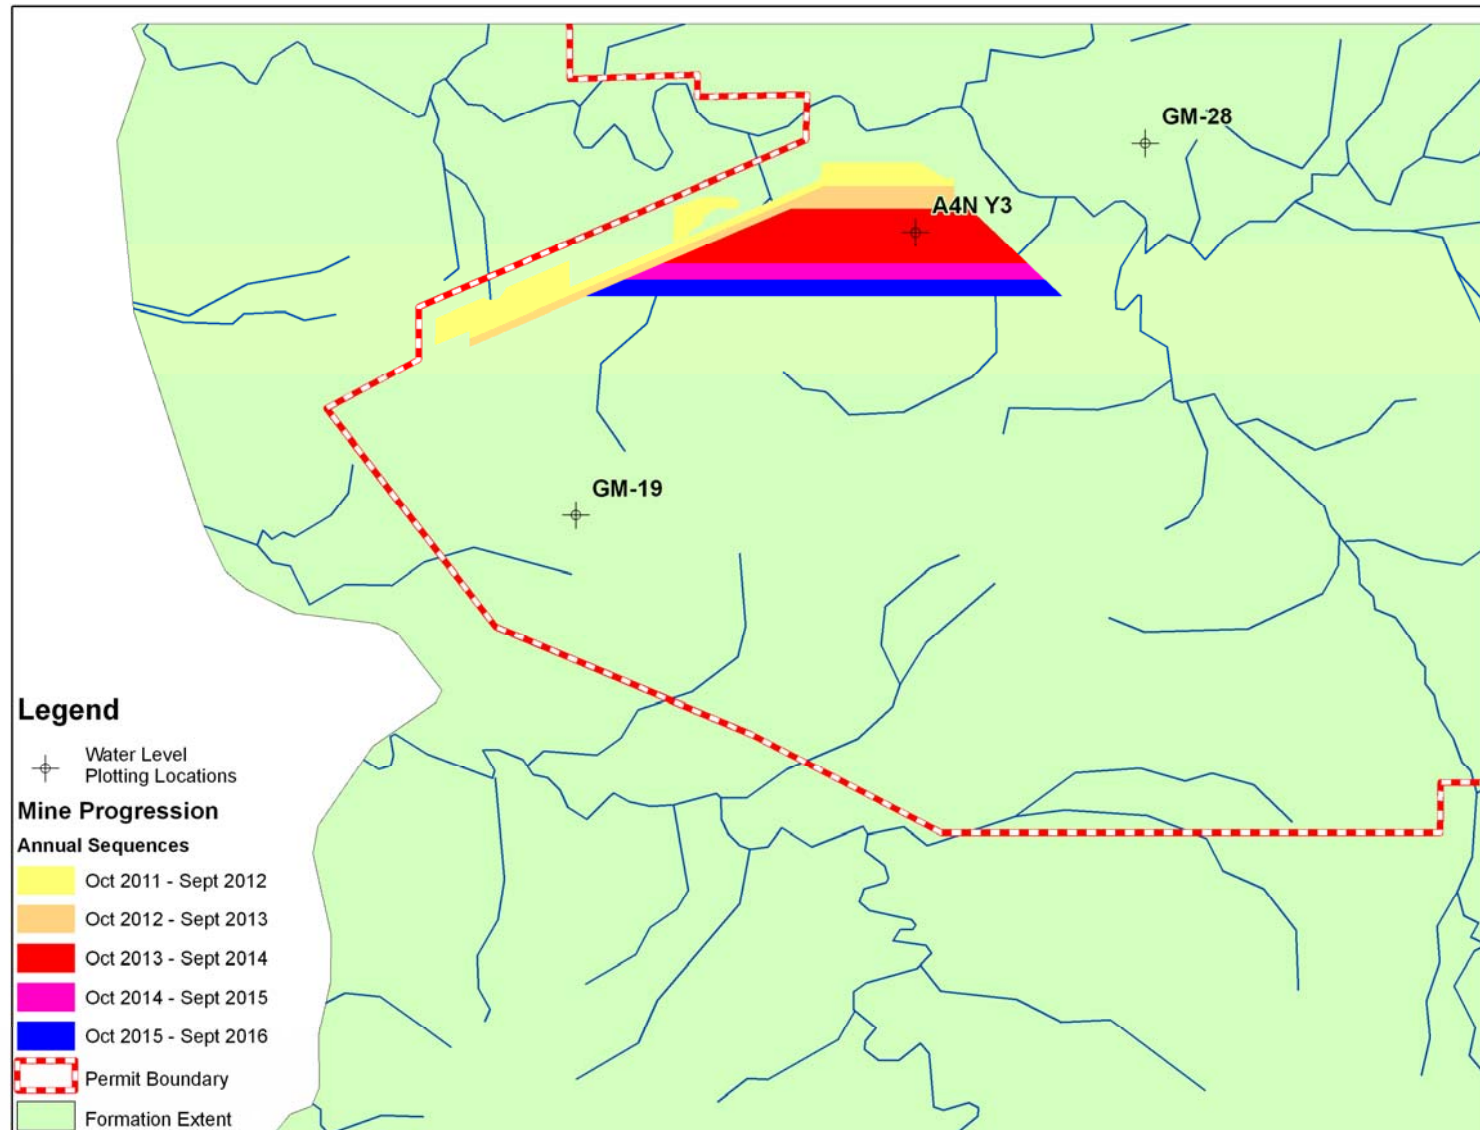 GM-28
A4N Y3
GM-19
Legend
Water Level
Plotting Locations
Mine Progression
Annual Sequences
Oct 2011 - Sept 2012
Oct 2012 - Sept 2013
Oct 2013 - Sept 2014
Oct 2014 - Sept 2015
Oct 2015 - Sept 2016
Permit Boundary
Formation Extent